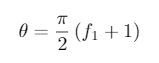 θ = π/2 (f₁ + 1)